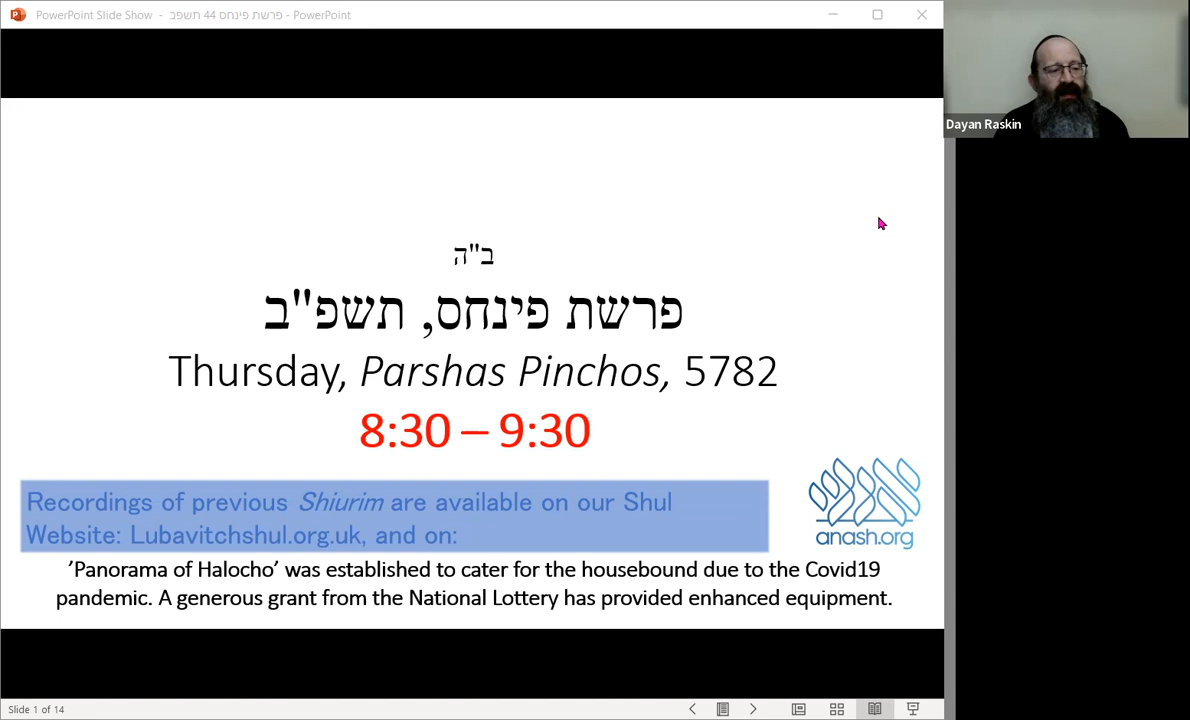 PowerPoint Slide Show - פרשת פינחס 44 תשפב - PowerPoint
Dayan Raskin
ב"ה
פרשת פינחס, תשפ"ב
Thursday, Parshas Pinchos, 5782
8:30 – 9:30
Recordings of previous Shiurim are available on our Shul
Website: Lubavitchshul.org.uk, and on:
אנש
anash.org
’Panorama of Halocho’ was established to cater for the housebound due to the Covid19
pandemic. A generous grant from the National Lottery has provided enhanced equipment.
Slide 1 of 14